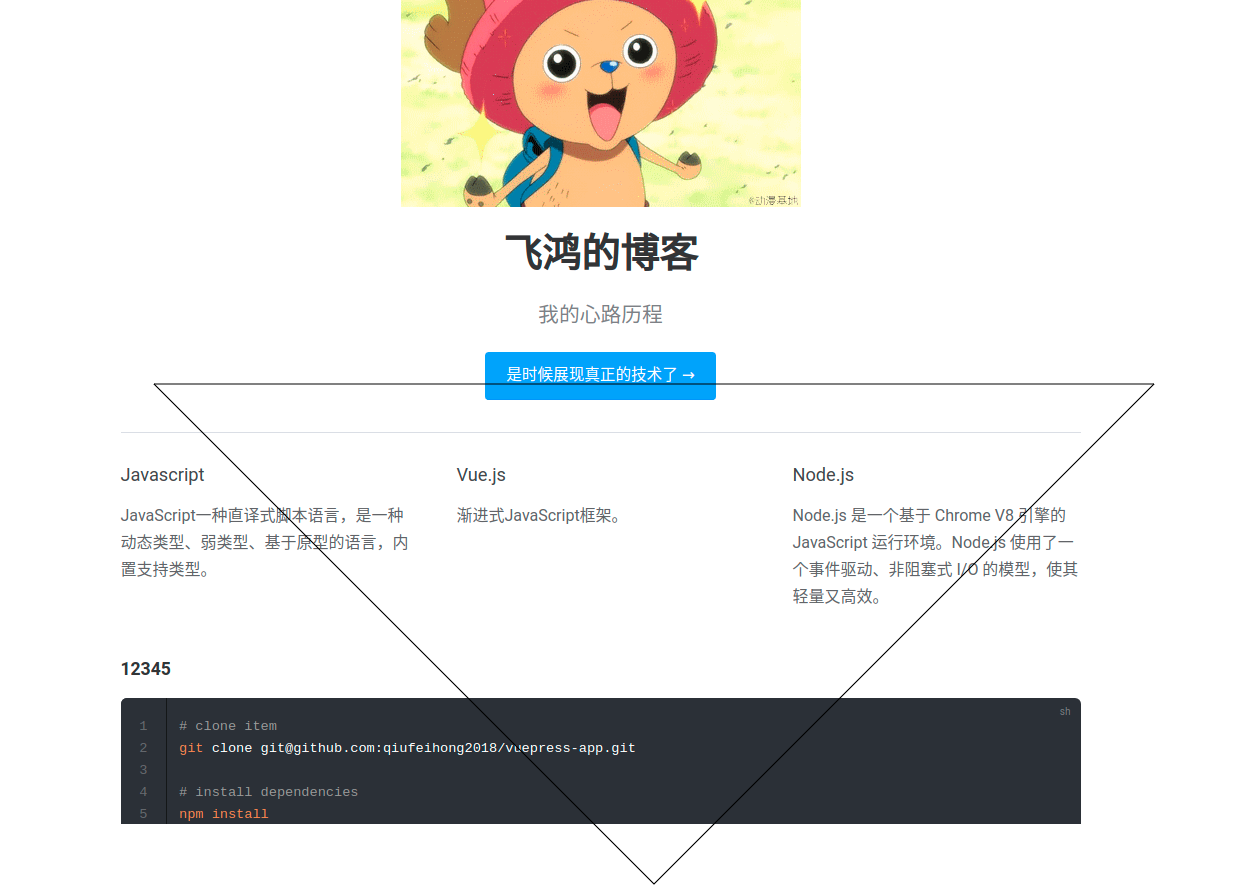 ©动漫基地
飞鸿的博客
我的心路历程
是时候展现真正的技术了 →
Javascript
JavaScript一种直译式脚本语言，是一种
动态类型、弱类型、基于原型的语言，内
置支持类型。
Vue.js
渐进式JavaScript框架。
Node.js
Node.js 是一个基于 Chrome V8 引擎的
JavaScript 运行环境。Node.js 使用了一
个事件驱动、非阻塞式 I/O 的模型，使其
轻量又高效。
12345
sh
1 # clone item
2 git clone git@github.com:qiufeihong2018/vuepress-app.git
3
4 # install dependencies
5 npm install